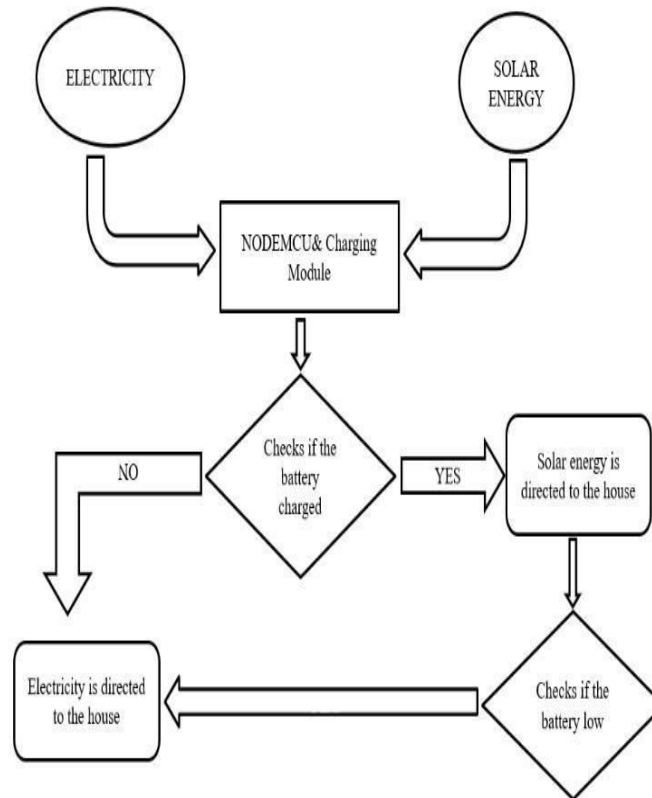 ELECTRICITY
SOLAR
ENERGY
NODEMCU& Charging
Module
Checks if the
battery
charged
NO
YES
Solar energy is
directed to the house
Electricity is directed
to the house
Checks if the
battery low